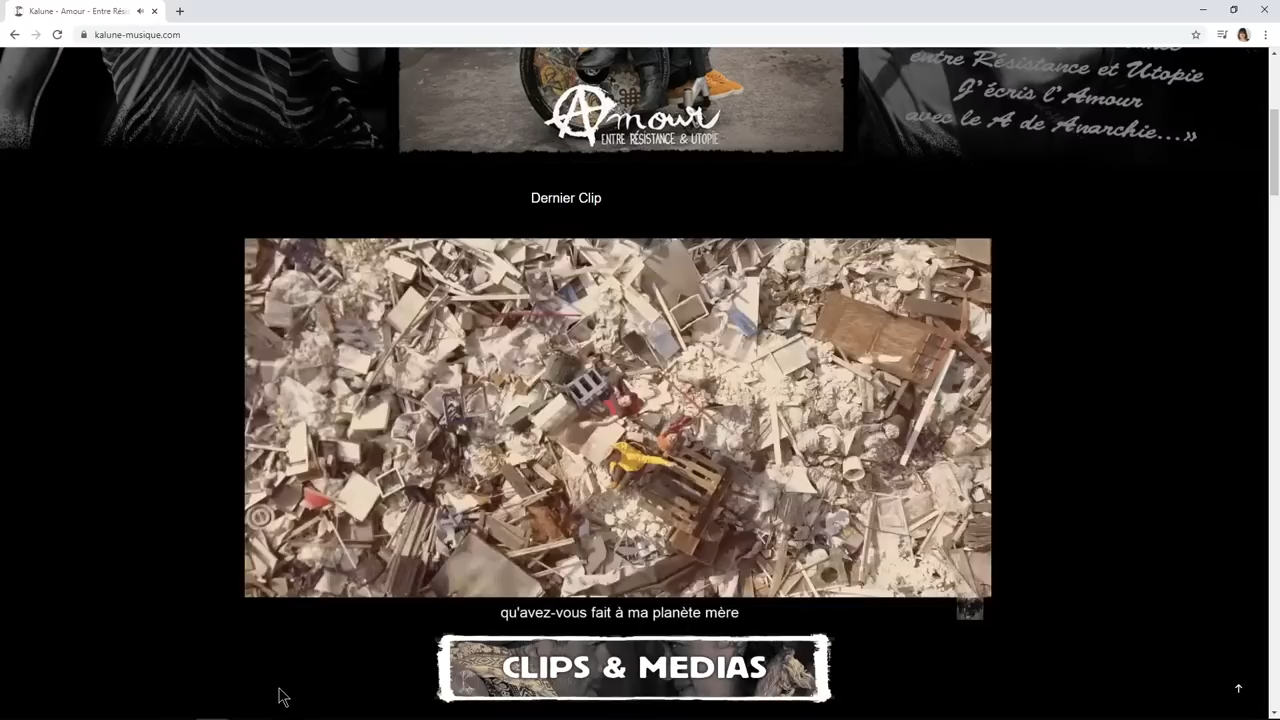 Kalune - Amour - Entre Rési
kalune-musique.com
entre Résistance et Utopie
J'écris l'Amour
avec le A de Anarchie...»
Amour
ENTRE RÉSISTANCE & UTOPIE
Dernier Clip
qu'avez-vous fait à ma planète mère
CLIPS & MEDIAS